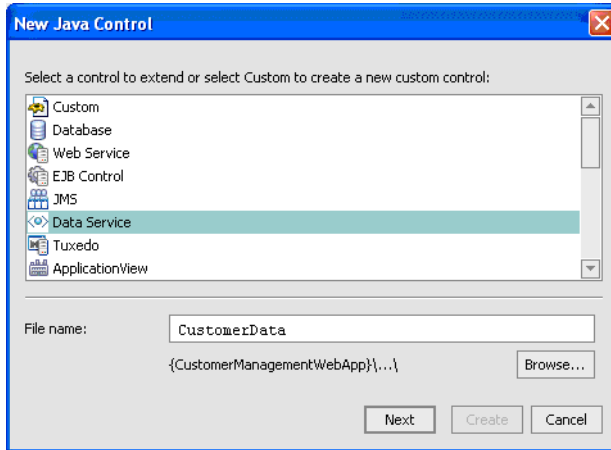 New Java Control
Select a control to extend or select Custom to create a new custom control:
Custom
Database
Web Service
EJB Control
JMS
Data Service
Tuxedo
ApplicationView
File name:
CustomerData
{CustomerManagementWebApp}\...\
Browse...
Next
Create
Cancel